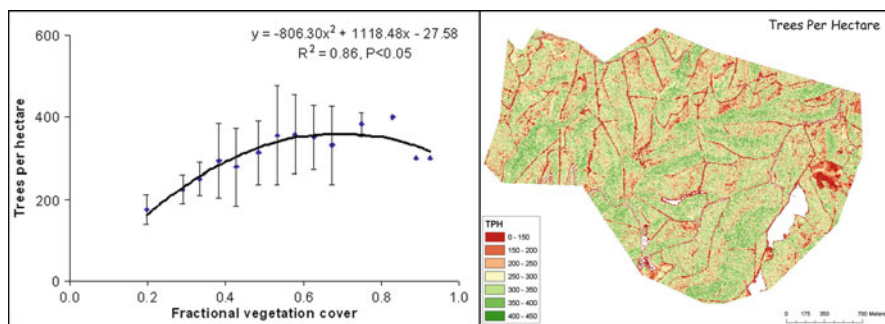 y = -806.30x² + 1118.48x - 27.58
R² = 0.86, P<0.05
600
400
200
0
Trees per hectare
0.0 0.2 0.4 0.6 0.8 1.0
Fractional vegetation cover
Trees Per Hectare
TPH
0 - 150
150 - 200
200 - 250
250 - 300
300 - 350
350 - 400
400 - 450
0 175 350 700 Meters